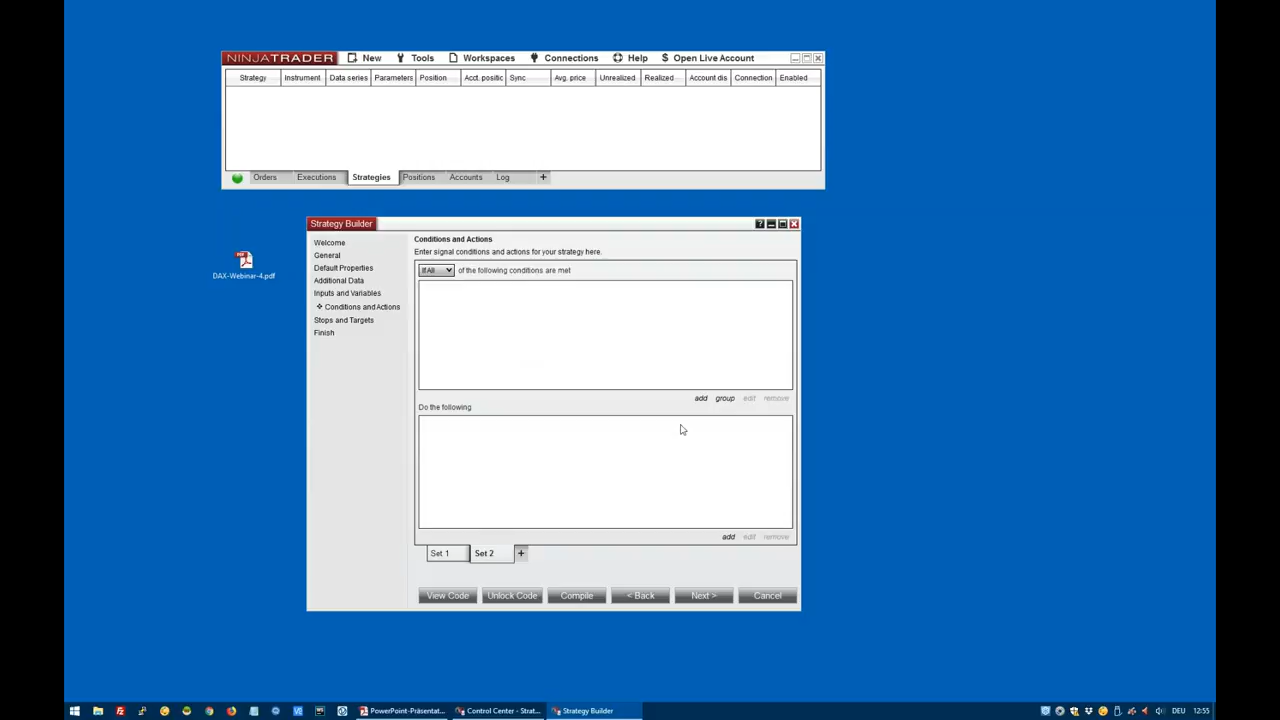 NINJATRADER New Tools Workspaces Connections Help $ Open Live Account
Strategy Instrument Data series Parameters Position Acct. positic Sync Avg. price Unrealized Realized Account dis Connection Enabled
Orders Executions Strategies Positions Accounts Log +
Strategy Builder
Welcome
General
Default Properties
Additional Data
Inputs and Variables
Conditions and Actions
Stops and Targets
Finish
Conditions and Actions
Enter signal conditions and actions for your strategy here.
If All of the following conditions are met
add group edit remove
Do the following
add edit remove
Set 1 Set 2 +
View Code Unlock Code Compile < Back Next > Cancel
DAX-Webinar-4.pdf
PowerPoint-Präsentat... Control Center - Strat... Strategy Builder DEU 12:55